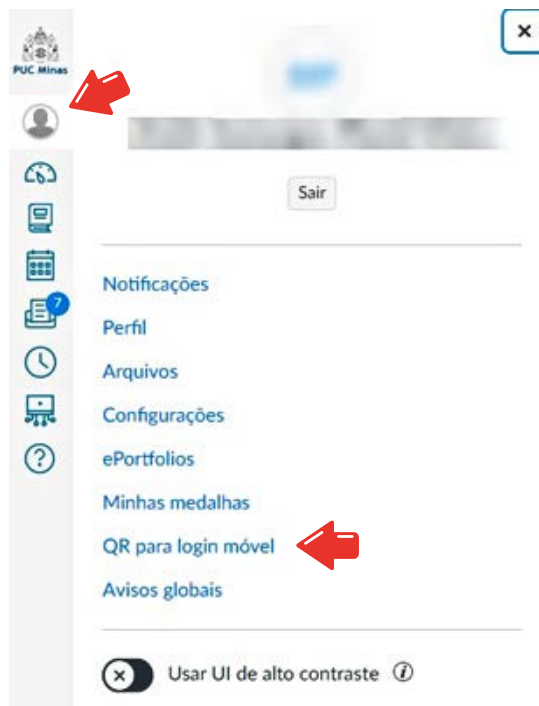 PUC Minas
Sair
Notificações
Perfil
Arquivos
7
Configurações
ePortfolios
Minhas medalhas
QR para login móvel
Avisos globais
Usar UI de alto contraste